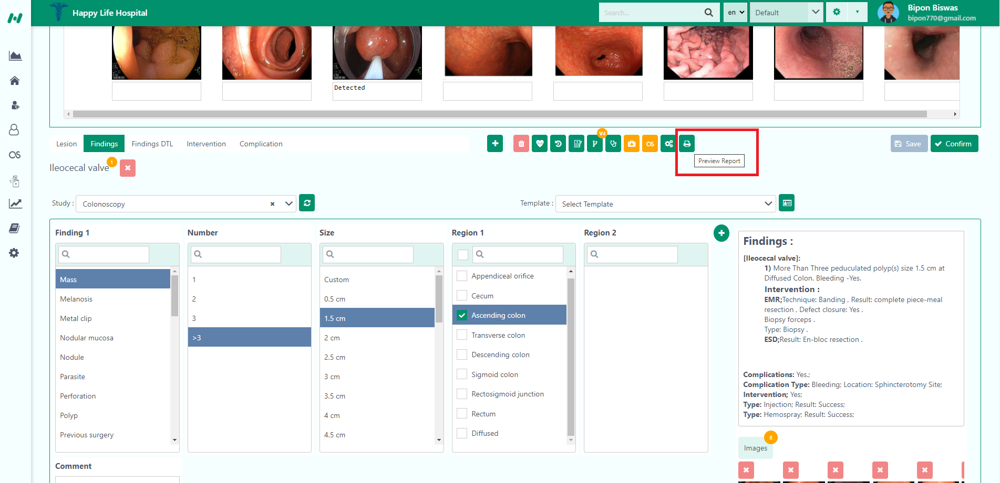 Happy Life Hospital
Search...
en
Default
Bipon Biswas
bipon770@gmail.com
Detected
Lesion
Findings
Findings DTL
Intervention
Complication
V4
OS
Save
Confirm
Preview Report
Ileocecal valve
1
Study :
Colonoscopy
Template :
Select Template
Finding 1
Mass
Melanosis
Metal clip
Nodular mucosa
Nodule
Parasite
Perforation
Polyp
Previous surgery
Number
1
2
3
>3
Size
Custom
0.5 cm
1.5 cm
2 cm
2.5 cm
3 cm
3.5 cm
4 cm
4.5 cm
Region 1
Appendiceal orifice
Cecum
Ascending colon
Transverse colon
Descending colon
Sigmoid colon
Rectosigmoid junction
Rectum
Diffused
Region 2
Findings :
[Ileocecal valve]:
1) More Than Three peduculated polyp(s) size 1.5 cm at
Diffused Colon. Bleeding -Yes.
Intervention :
EMR;Technique: Banding , Result: complete piece-meal
resection , Defect closure: Yes .
Biopsy forceps .
Type: Biopsy .
ESD;Result: En-bloc resection .
Complications: Yes.;
Complication Type: Bleeding; Location: Sphincterotomy Site;
Intervention; Yes;
Type: Injection; Result: Success;
Type: Hemospray; Result: Success;
Images
8
Comment